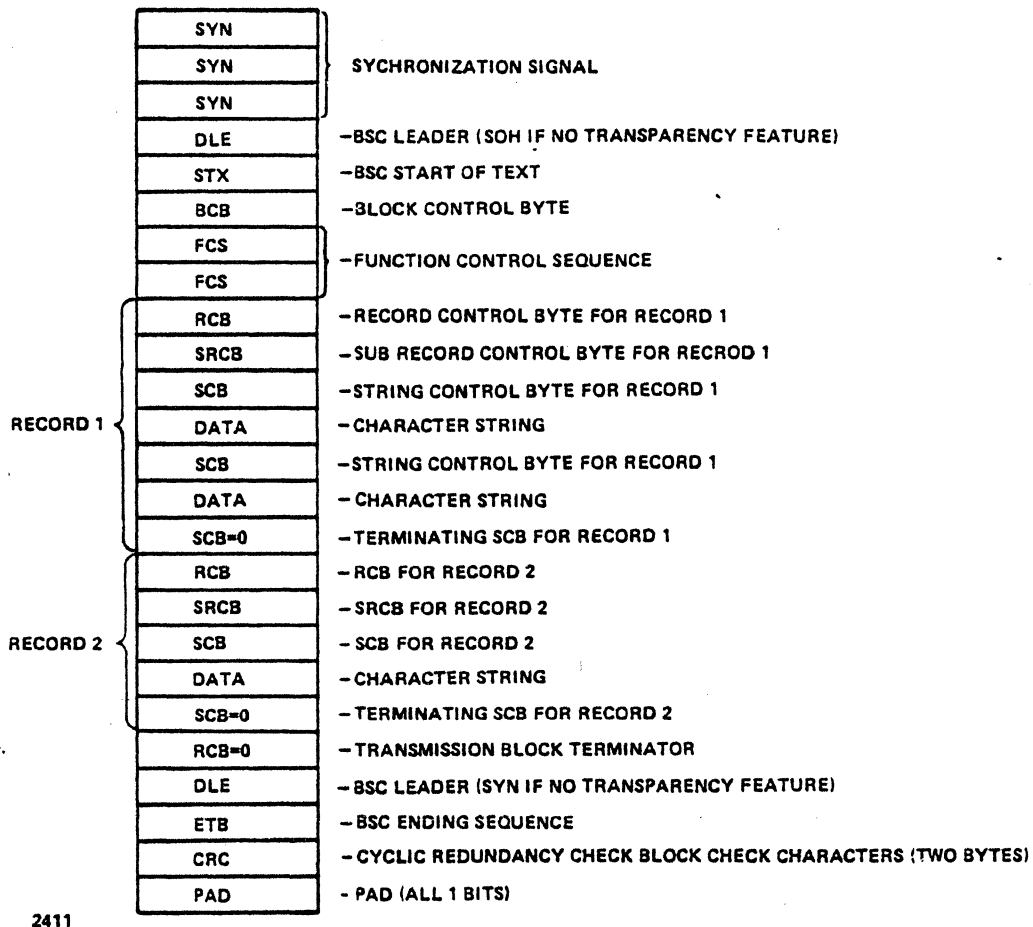 SYN
SYN SYCHRONIZATION SIGNAL
SYN
DLE –BSC LEADER (SOH IF NO TRANSPARENCY FEATURE)
STX –BSC START OF TEXT
BCB –BLOCK CONTROL BYTE
FCS
–FUNCTION CONTROL SEQUENCE
FCS
RCB –RECORD CONTROL BYTE FOR RECORD 1
SRCB –SUB RECORD CONTROL BYTE FOR RECROD 1
SCB –STRING CONTROL BYTE FOR RECORD 1
RECORD 1 DATA –CHARACTER STRING
SCB –STRING CONTROL BYTE FOR RECORD 1
DATA –CHARACTER STRING
SCB=0 –TERMINATING SCB FOR RECORD 1
RCB –RCB FOR RECORD 2
SRCB –SRCB FOR RECORD 2
RECORD 2 SCB –SCB FOR RECORD 2
DATA –CHARACTER STRING
SCB=0 –TERMINATING SCB FOR RECORD 2
RCB=0 –TRANSMISSION BLOCK TERMINATOR
DLE –BSC LEADER (SYN IF NO TRANSPARENCY FEATURE)
ETB –BSC ENDING SEQUENCE
CRC –CYCLIC REDUNDANCY CHECK BLOCK CHECK CHARACTERS (TWO BYTES)
PAD - PAD (ALL 1 BITS)
2411